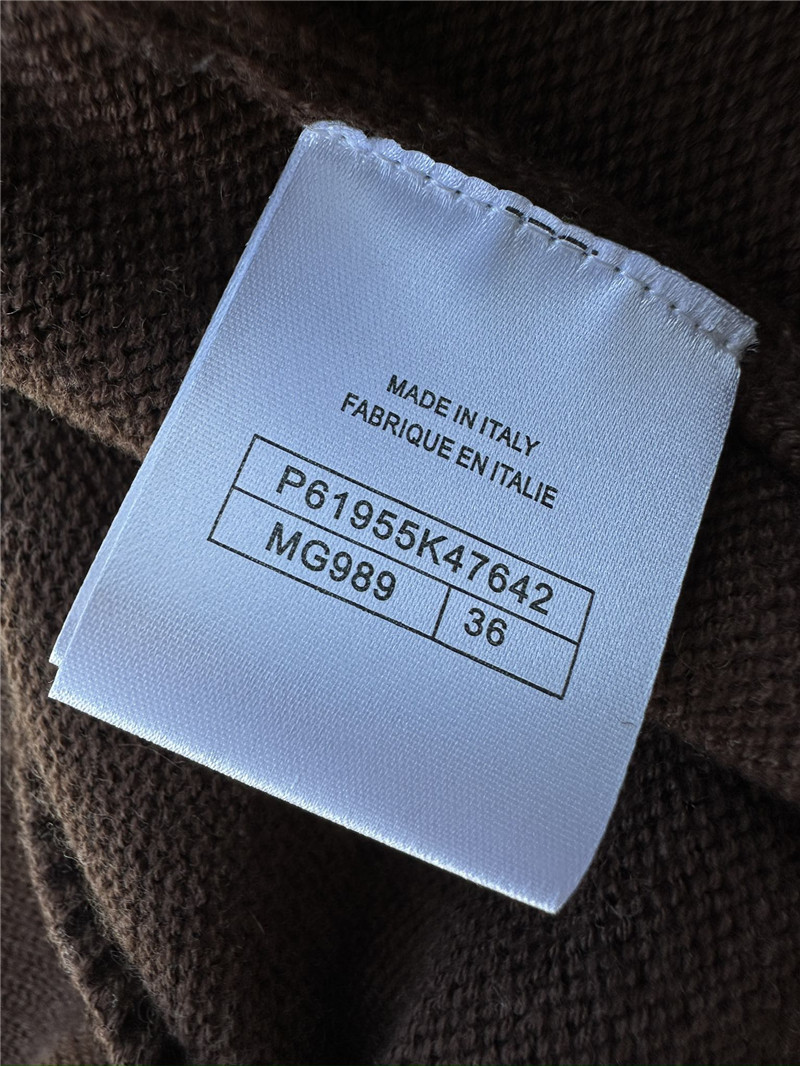 MADE IN ITALY
FABRIQUE EN ITALIE
P61955K47642
MG989 36